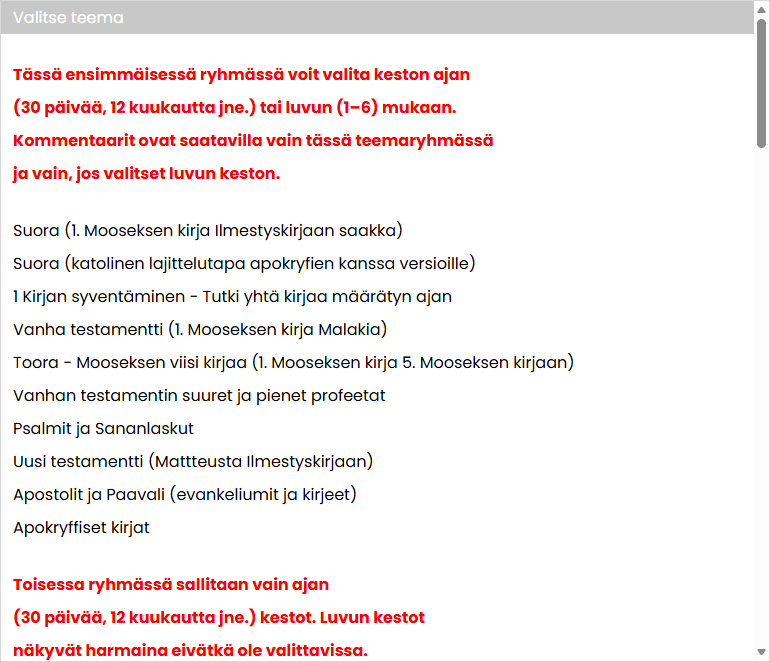 Valitse teema
Tässä ensimmäisessä ryhmässä voit valita keston ajan
(30 päivää, 12 kuukautta jne.) tai luvun (1–6) mukaan.
Kommentaarit ovat saatavilla vain tässä teemaryhmässä
ja vain, jos valitset luvun keston.
Suora (1. Mooseksen kirja Ilmestyskirjaan saakka)
Suora (katolinen lajittelutapa apokryfien kanssa versioille)
1 Kirjan syventäminen - Tutki yhtä kirjaa määrätyn ajan
Vanha testamentti (1. Mooseksen kirja Malakia)
Toora - Mooseksen viisi kirjaa (1. Mooseksen kirja 5. Mooseksen kirjaan)
Vanhan testamentin suuret ja pienet profeetat
Psalmit ja Sananlaskut
Uusi testamentti (Mattteusta Ilmestyskirjaan)
Apostolit ja Paavali (evankeliumit ja kirjeet)
Apokryffiset kirjat
Toisessa ryhmässä sallitaan vain ajan
(30 päivää, 12 kuukautta jne.) kestot. Luvun kestot
näkyvät harmaina eivätkä ole valittavissa.